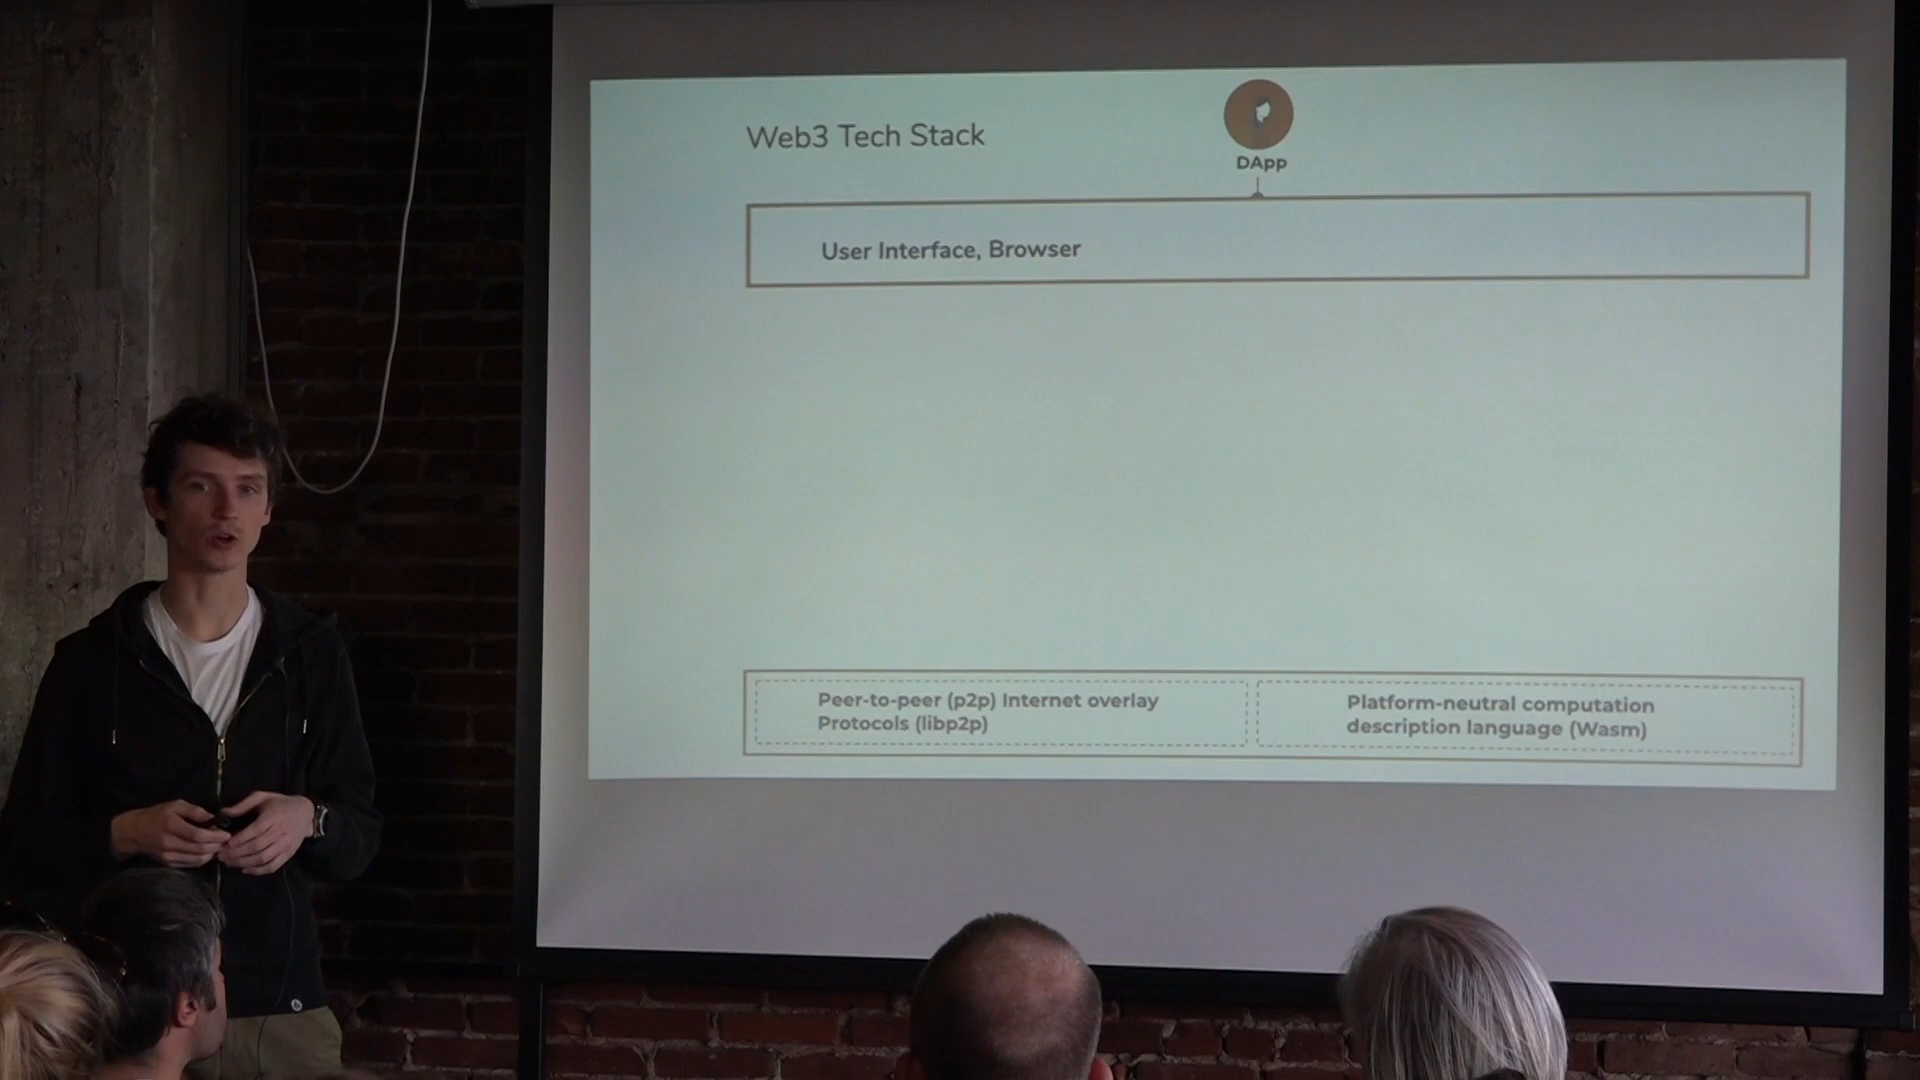 Web3 Tech Stack
DApp
User Interface, Browser
Peer-to-peer (p2p) Internet overlay
Protocols (libp2p)
Platform-neutral computation
description language (Wasm)